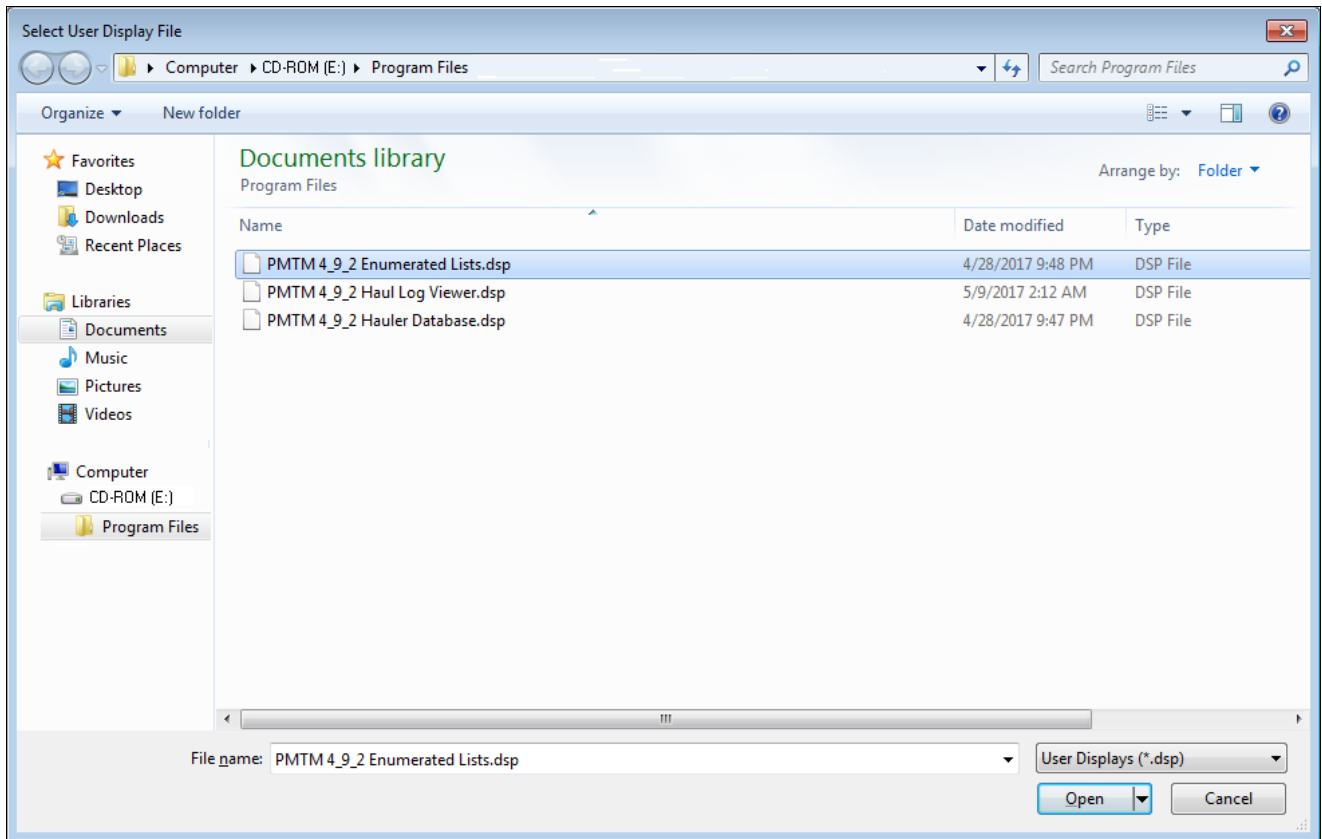 Select User Display File
Computer CD-ROM (E:) Program Files
Search Program Files
Organize New folder
Favorites
Desktop
Downloads
Recent Places
Libraries
Documents
Music
Pictures
Videos
Computer
CD-ROM (E:)
Program Files
Documents library
Program Files
Arrange by: Folder
Name Date modified Type
PMTM 4_9_2 Enumerated Lists.dsp 4/28/2017 9:48 PM DSP File
PMTM 4_9_2 Haul Log Viewer.dsp 5/9/2017 2:12 AM DSP File
PMTM 4_9_2 Hauler Database.dsp 4/28/2017 9:47 PM DSP File
File name: PMTM 4_9_2 Enumerated Lists.dsp User Displays (*.dsp)
Open Cancel